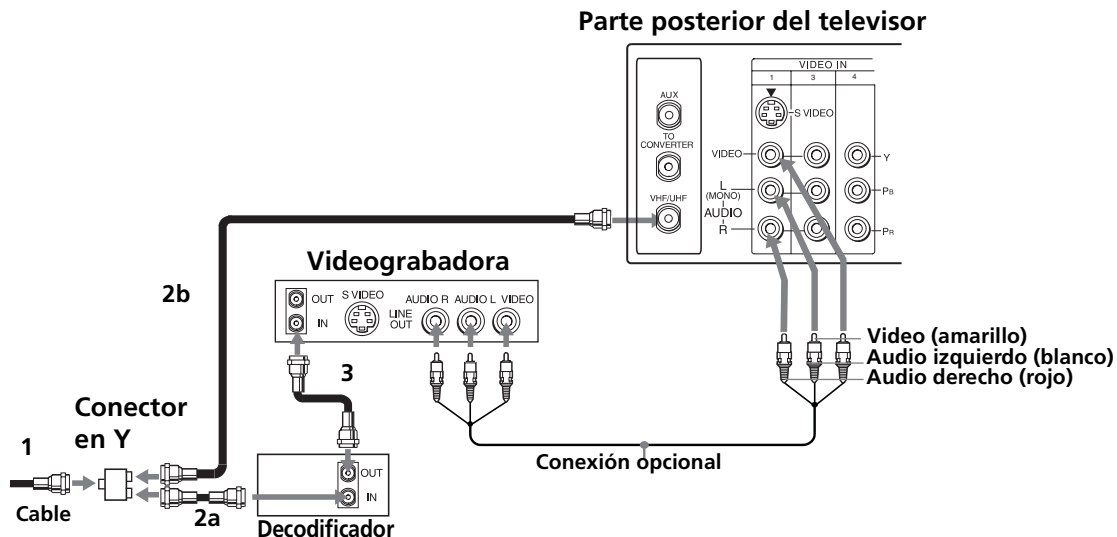 Parte posterior del televisor
VIDEO IN
1 3 4
AUX
S VIDEO
TO
CONVERTER
VIDEO
Y
L
(MONO)
PB
VHF/UHF
AUDIO
R
PR
Videograbadora
2b
OUT
S VIDEO
AUDIO R AUDIO L VIDEO
IN
LINE
OUT
Video (amarillo)
Audio izquierdo (blanco)
Audio derecho (rojo)
3
Conector
en Y
1
Conexión opcional
OUT
IN
Cable
2a
Decodificador